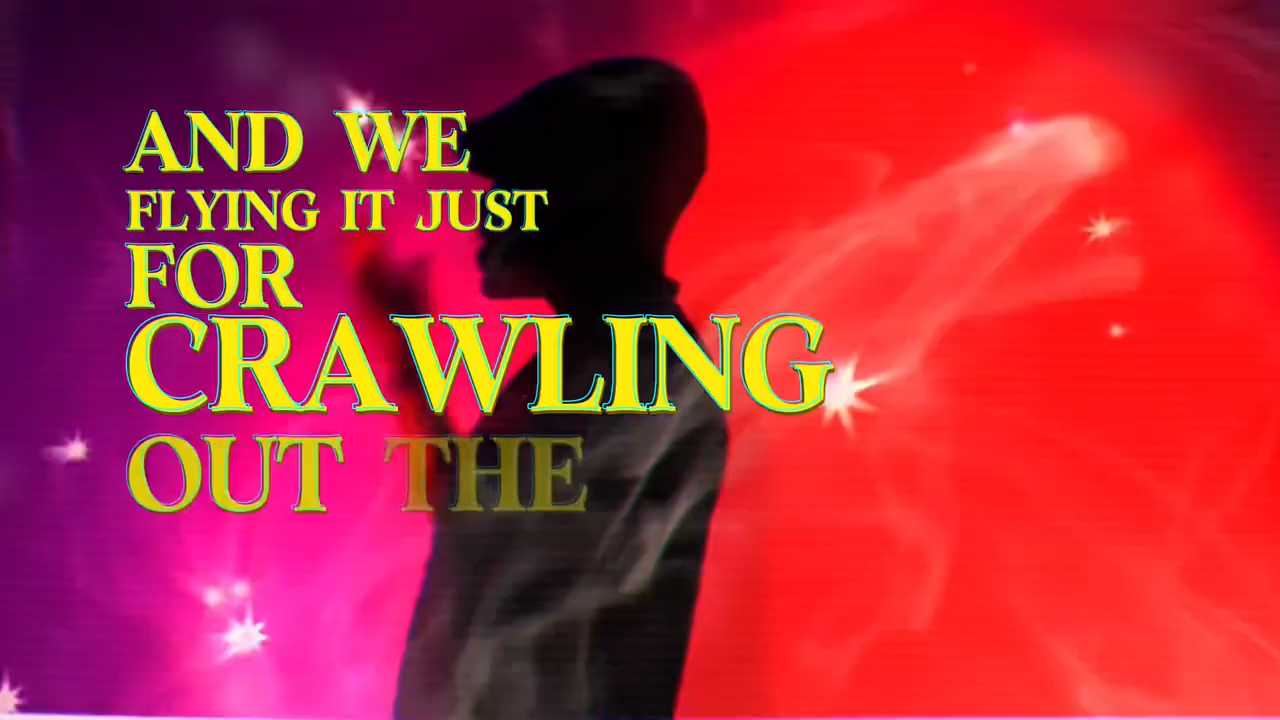 AND WE
FLYING IT JUST
FOR
CRAWLING
OUT THE